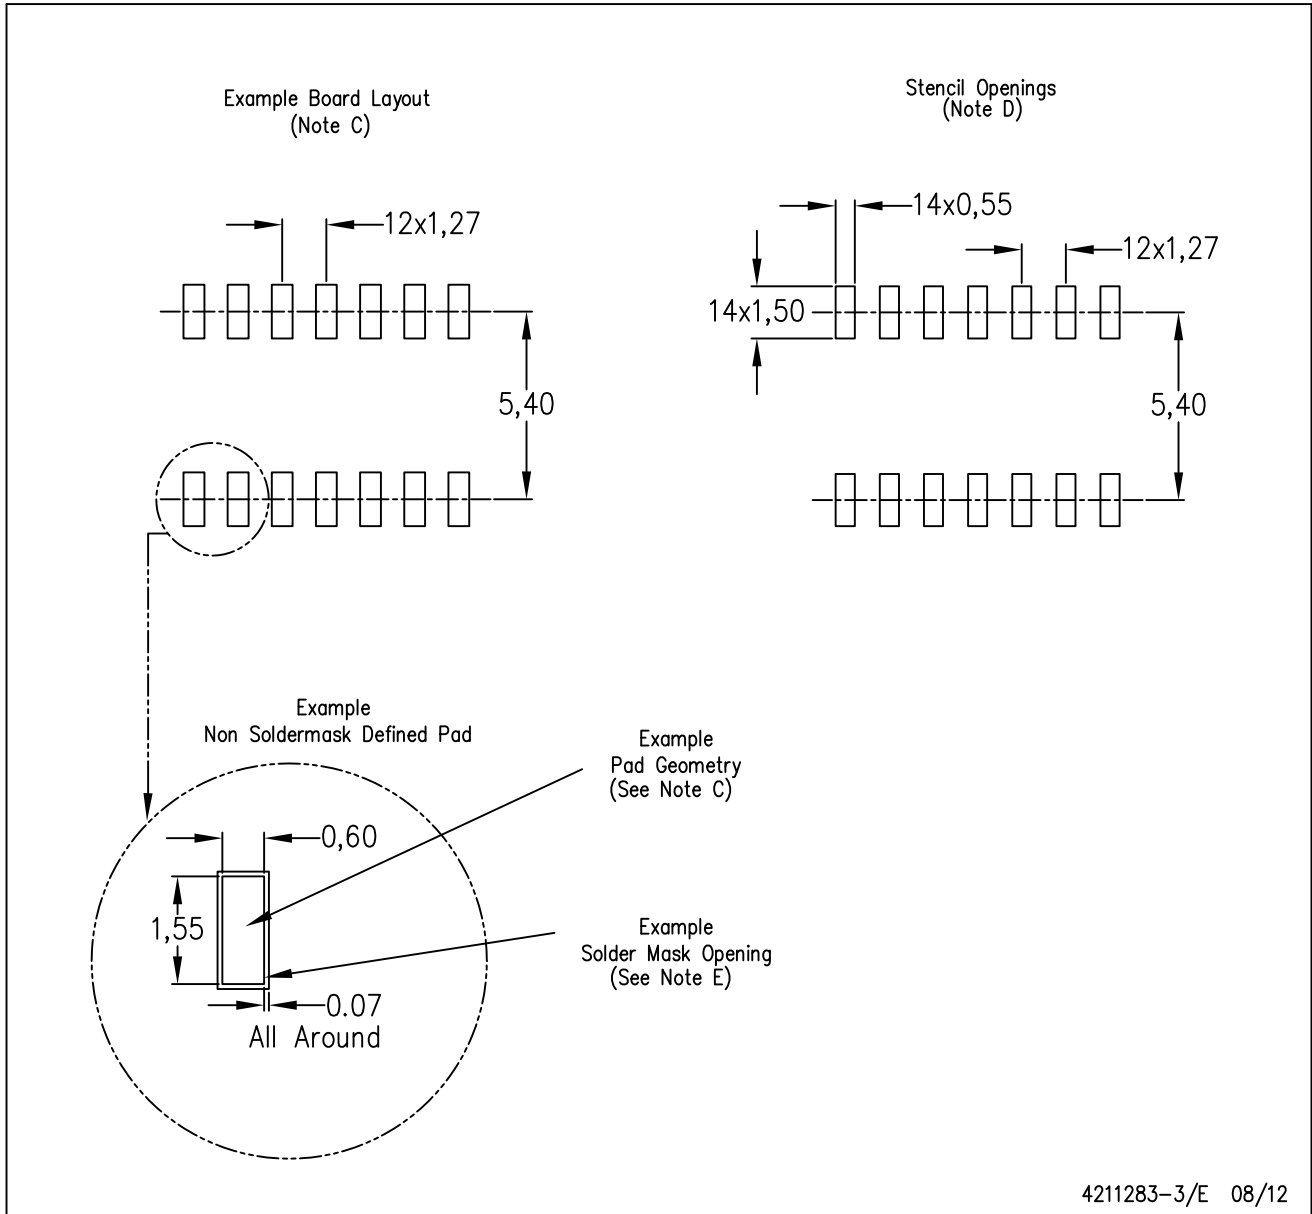 Example Board Layout
(Note C)
12x1,27
5,40
Stencil Openings
(Note D)
14x0,55
12x1,27
14x1,50
5,40
Example
Non Soldermask Defined Pad
Example
Pad Geometry
(See Note C)
0,60
1,55
Example
Solder Mask Opening
(See Note E)
0.07
All Around
4211283-3/E 08/12